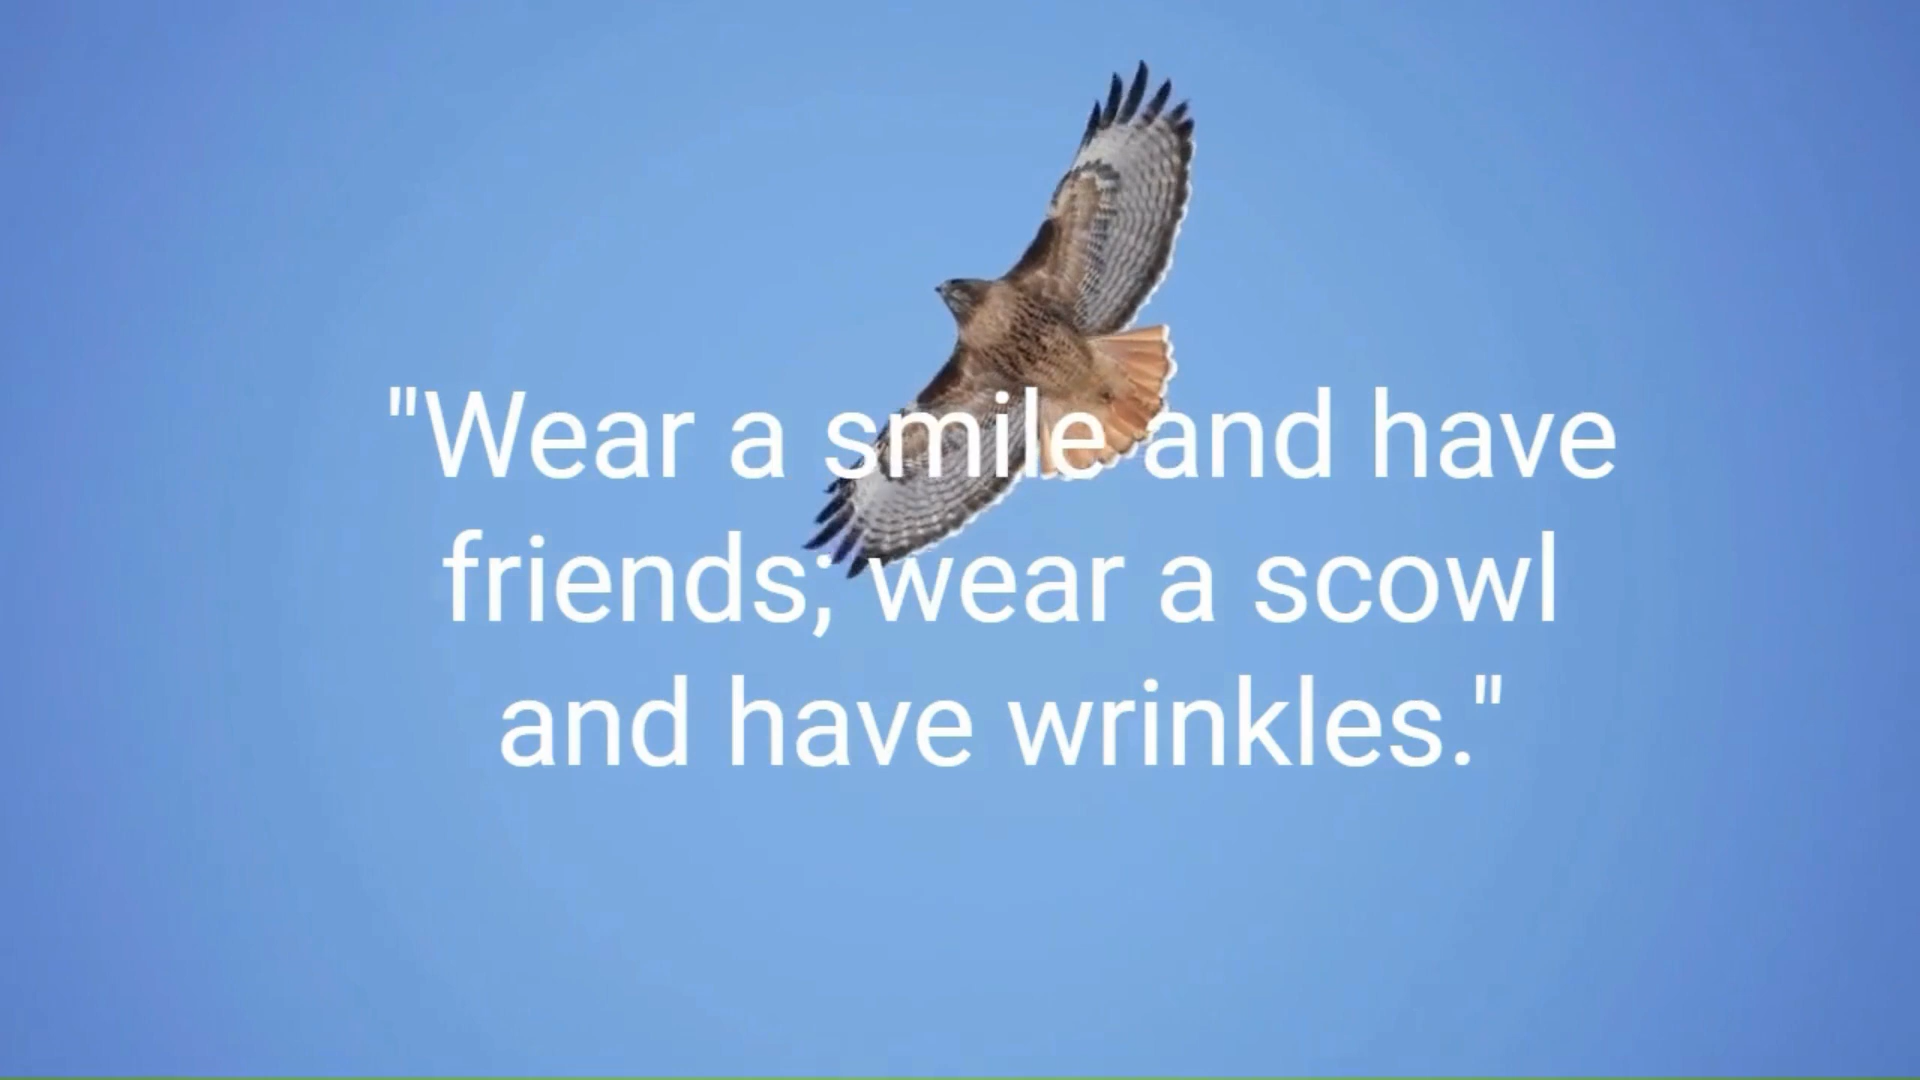 "Wear a smile and have
friends; wear a scowl
and have wrinkles."